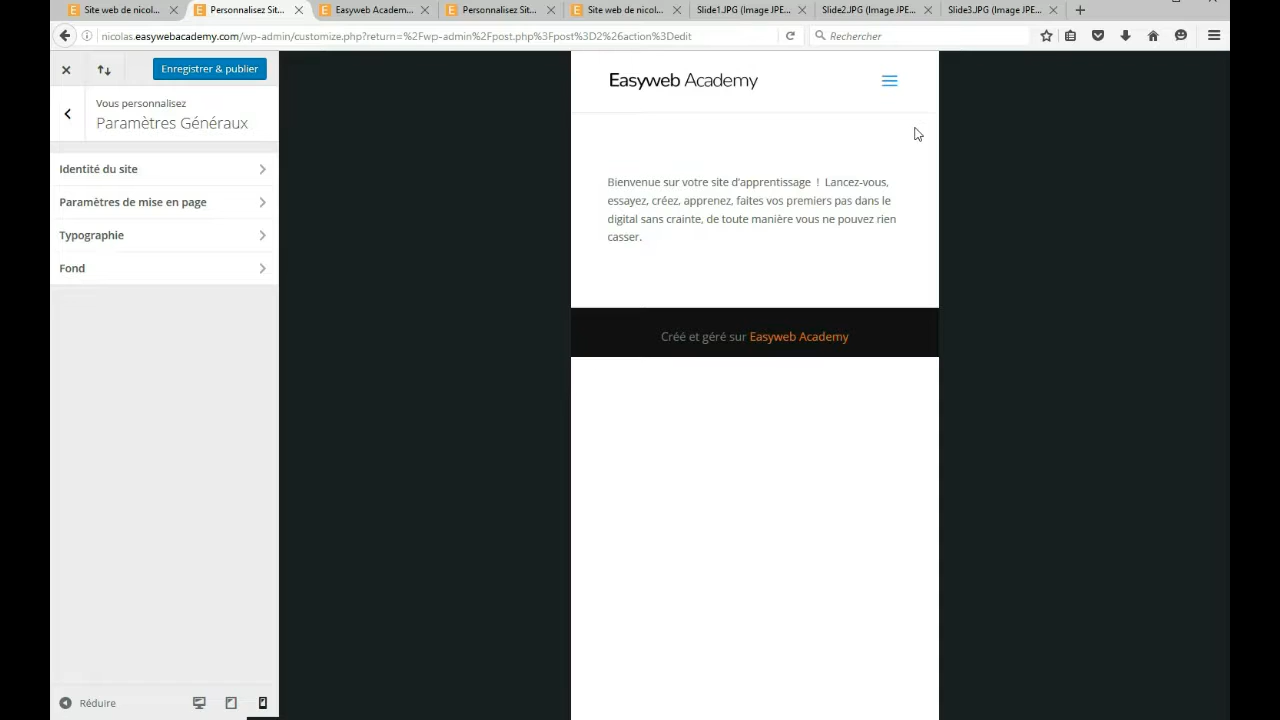 Site web de nicol...
Personnalisez Sit...
Easyweb Academ...
Personnalisez Sit...
Site web de nicol...
Slide1.JPG (Image JPE...
Slide2.JPG (Image JPE...
Slide3.JPG (Image JPE...
nicolas.easywebacademy.com/wp-admin/customize.php?return=%2Fwp-admin%2Fpost.php%3Fpost%3D2%26action%3Dedit
Rechercher
Enregistrer & publier
Vous personnalisez
Paramètres Généraux
Identité du site
Paramètres de mise en page
Typographie
Fond
Réduire
Easyweb Academy
Bienvenue sur votre site d'apprentissage ! Lancez-vous,
essayez, créez, apprenez, faites vos premiers pas dans le
digital sans crainte, de toute manière vous ne pouvez rien
casser.
Créé et géré sur Easyweb Academy